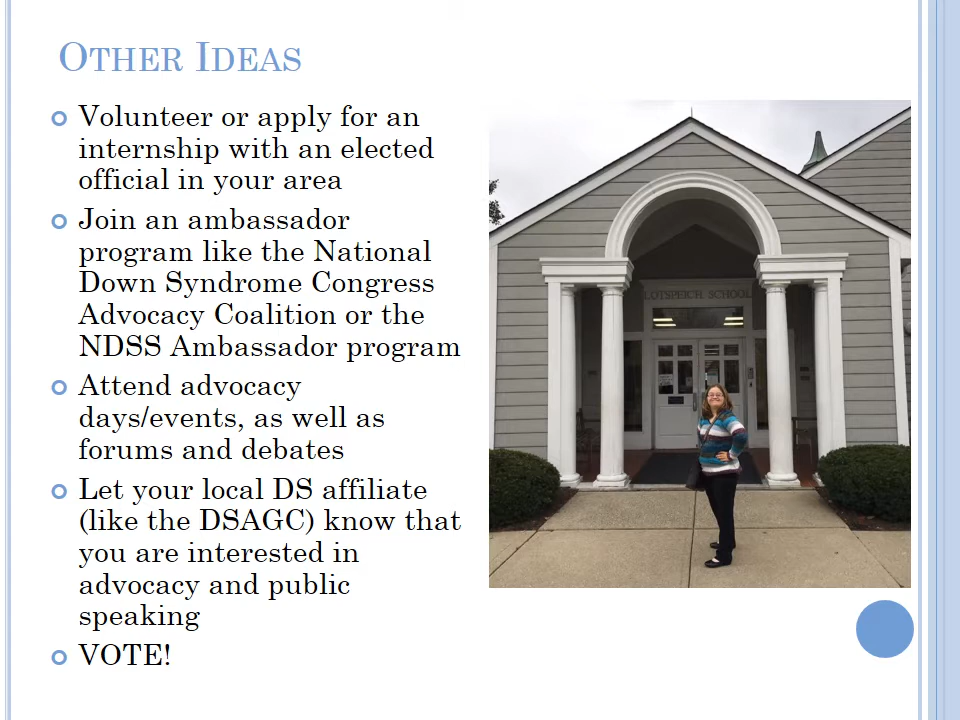 OTHER IDEAS
Volunteer or apply for an
internship with an elected
official in your area
Join an ambassador
program like the National
Down Syndrome Congress
Advocacy Coalition or the
NDSS Ambassador program
Attend advocacy
days/events, as well as
forums and debates
Let your local DS affiliate
(like the DSAGC) know that
you are interested in
advocacy and public
speaking
VOTE!
LOTSPEICH SCHOOL